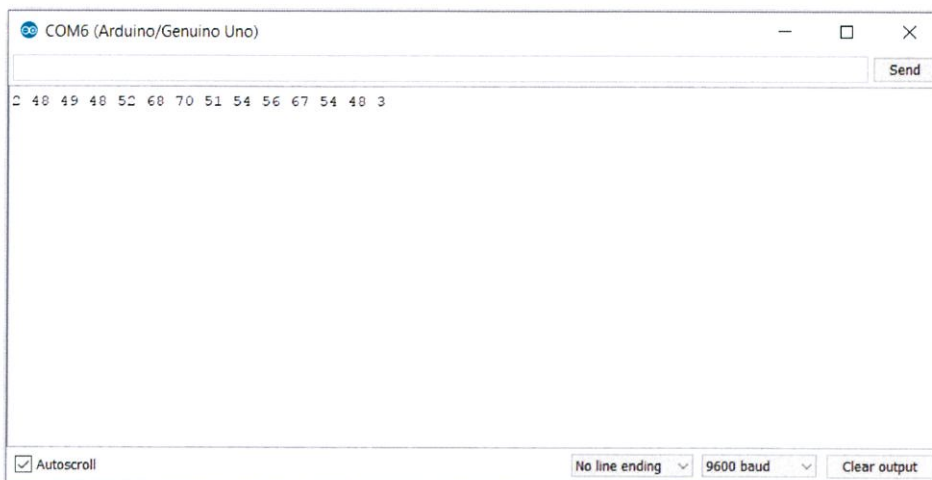 COM6 (Arduino/Genuino Uno)
Send
2 48 49 48 52 68 70 51 54 56 67 54 48 3
Autoscroll
No line ending
9600 baud
Clear output